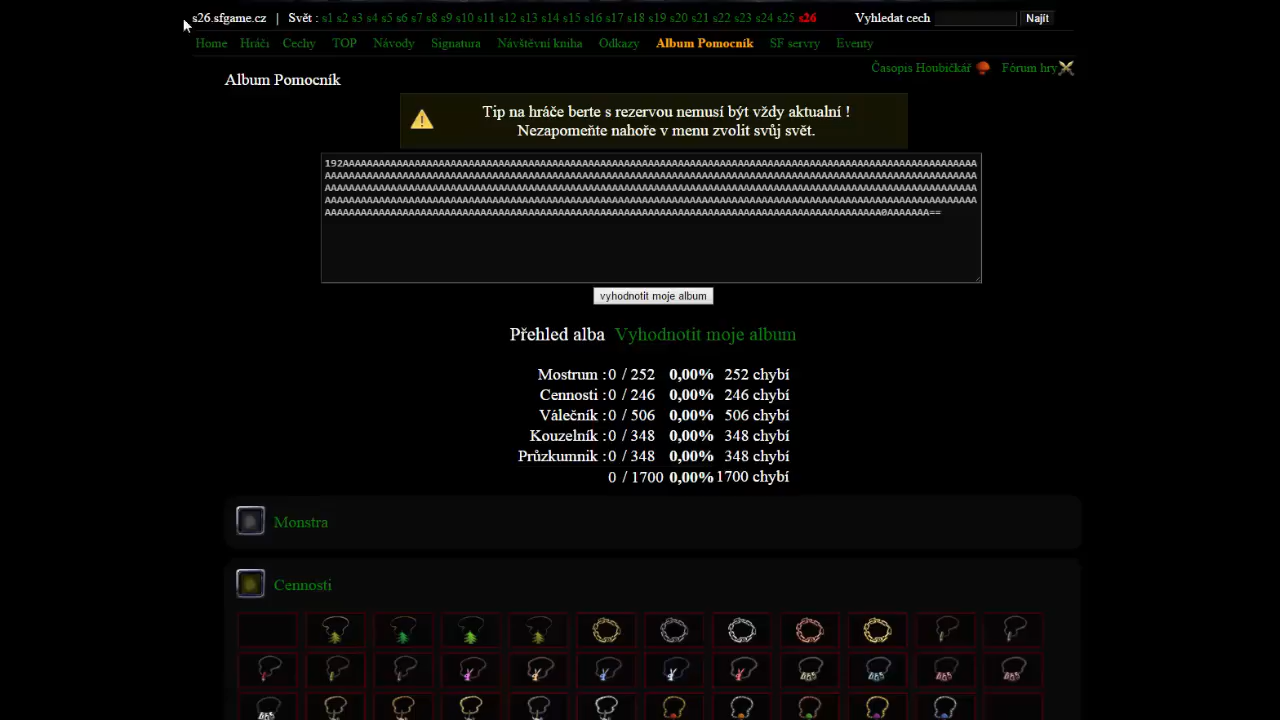 s26.sfgame.cz | Svět : s1 s2 s3 s4 s5 s6 s7 s8 s9 s10 s11 s12 s13 s14 s15 s16 s17 s18 s19 s20 s21 s22 s23 s24 s25 s26 Vyhledat cech Najít
Home Hráči Cechy TOP Návody Signatura Návštěvní kniha Odkazy Album Pomocník SF servry Eventy
Časopis Houbičkář Fórum hry
Album Pomocník
Tip na hráče berte s rezervou nemusí být vždy aktualní !
Nezapomeňte nahoře v menu zvolit svůj svět.
vyhodnotit moje album
Přehled alba Vyhodnotit moje album
Mostrum : 0 / 252 0,00% 252 chybí
Cennosti : 0 / 246 0,00% 246 chybí
Válečník : 0 / 506 0,00% 506 chybí
Kouzelník : 0 / 348 0,00% 348 chybí
Průzkumnik : 0 / 348 0,00% 348 chybí
0 / 1700 0,00% 1700 chybí
Monstra
Cennosti